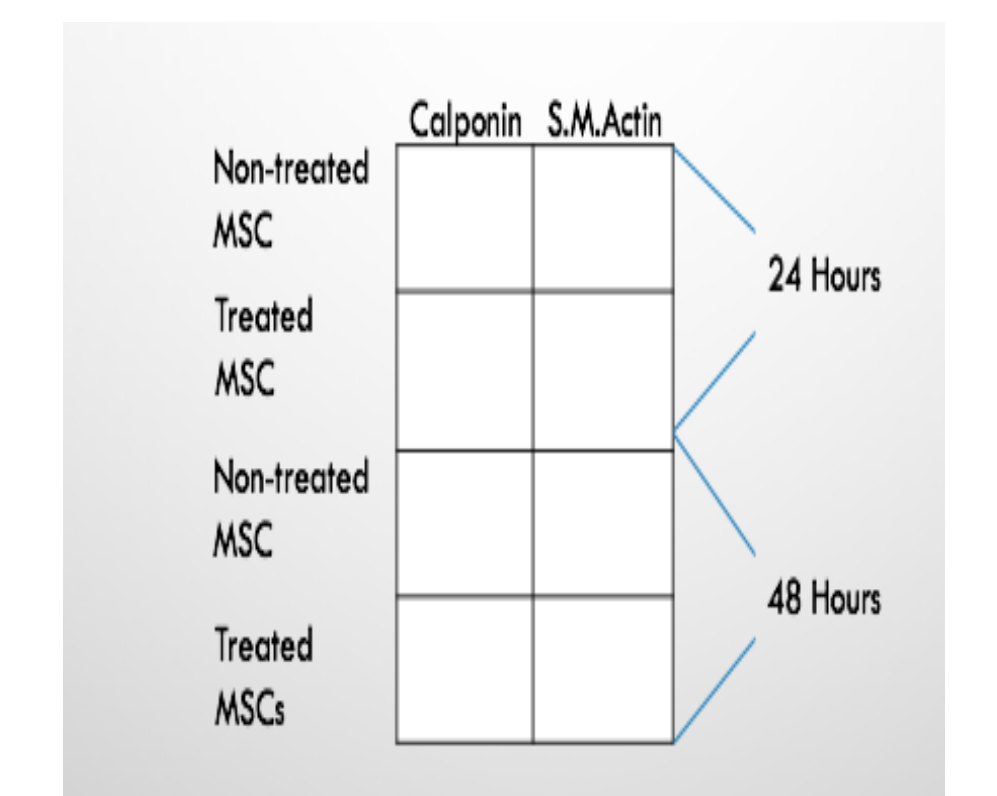 Calponin S.M.Actin
Non-treated
MSC
24 Hours
Treated
MSC
Non-treated
MSC
48 Hours
Treated
MSCs